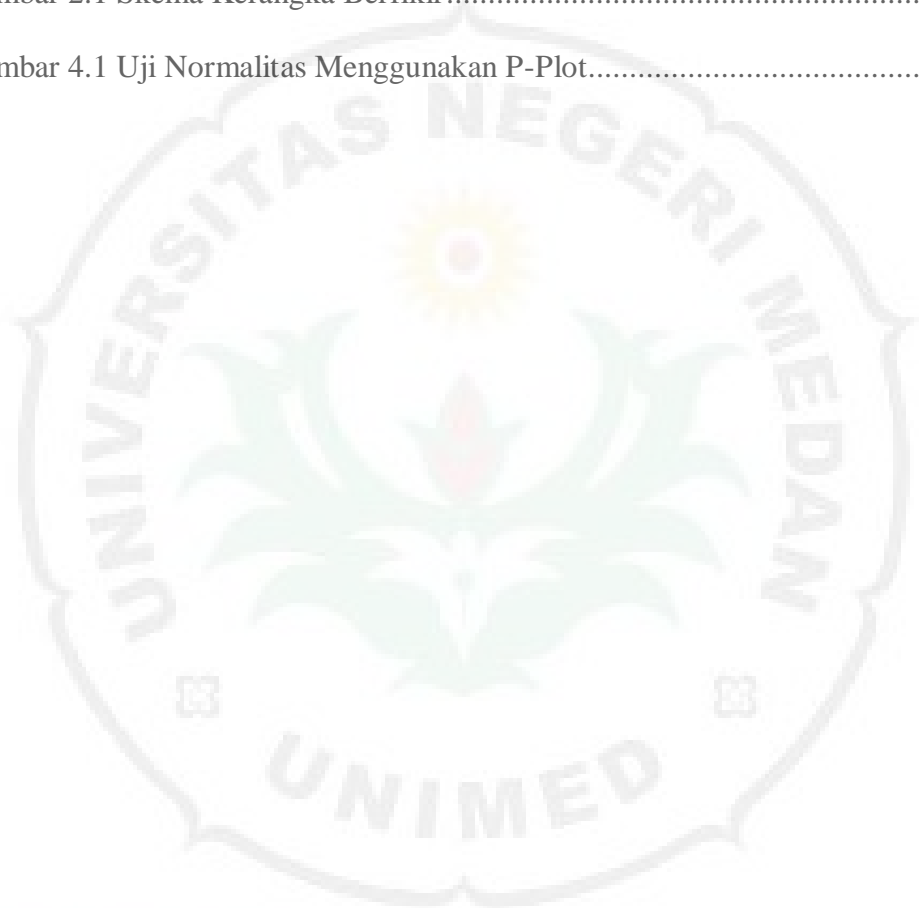 mbar 2.1 Skema Kerangka Berfikir
mbar 4.1 Uji Normalitas Menggunakan P-Plot........................................
UNIVERSITAS NEGERI MEDAN
UNIMED